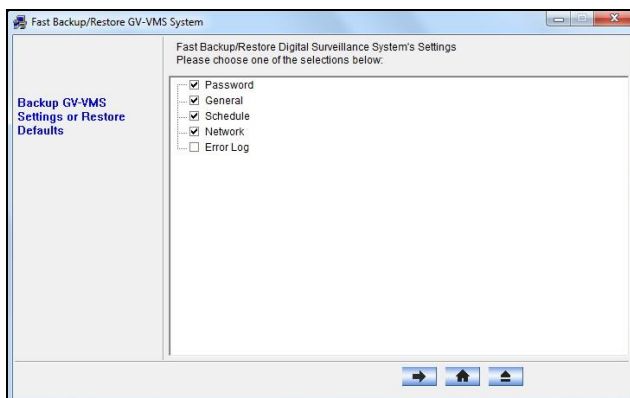 Fast Backup/Restore GV-VMS System
Fast Backup/Restore Digital Surveillance System's Settings
Please choose one of the selections below:
Backup GV-VMS
Settings or Restore
Defaults
Password
General
Schedule
Network
Error Log